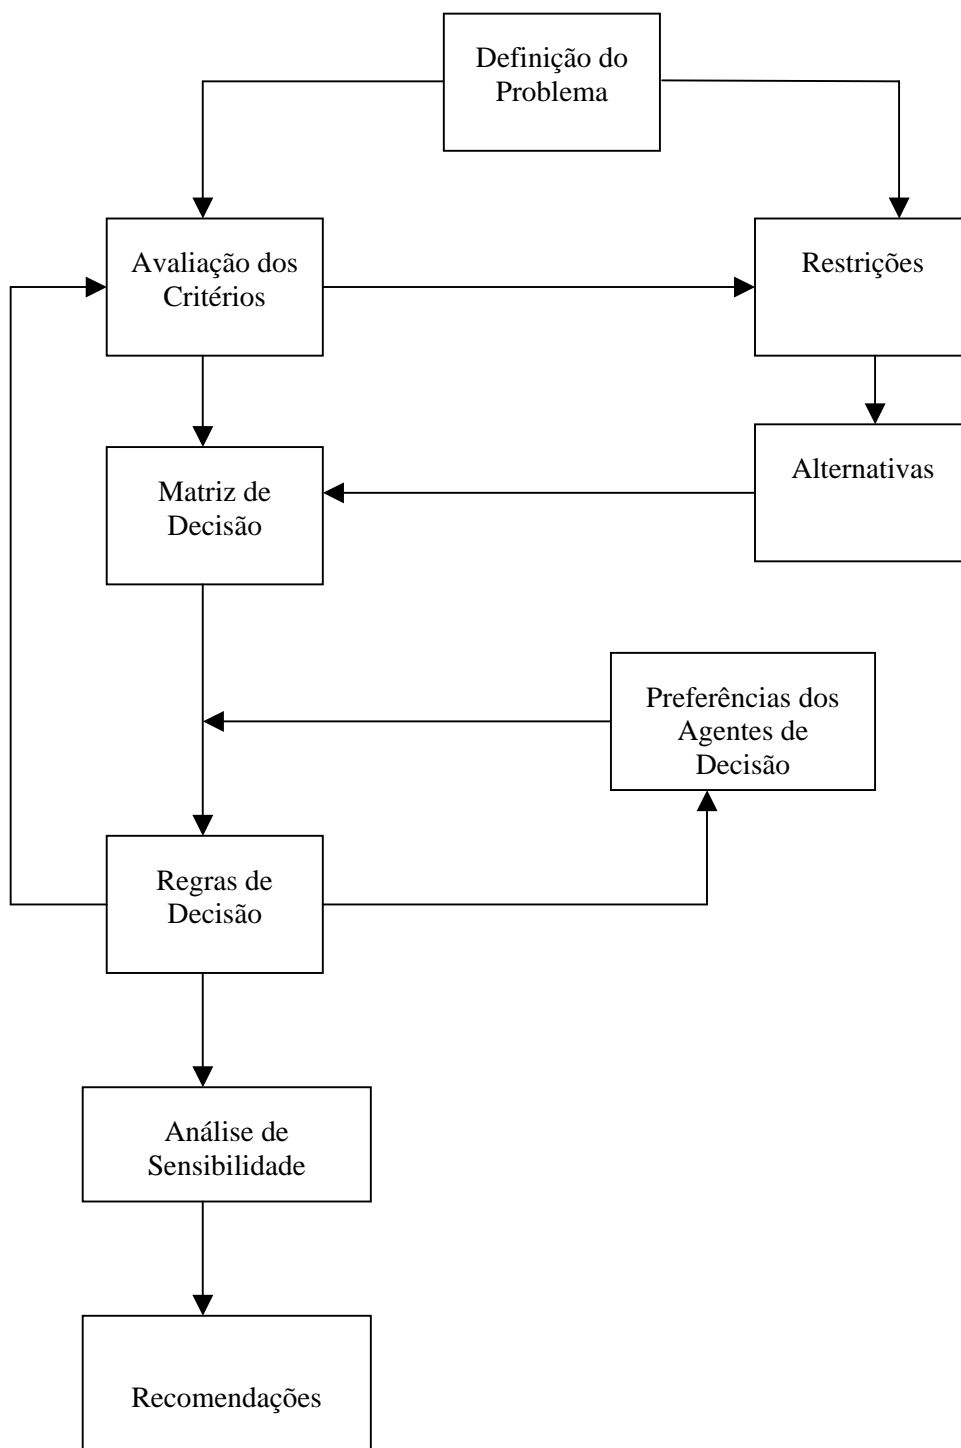 Definição do
Problema
Avaliação dos
Critérios
Restrições
Matriz de
Decisão
Alternativas
Preferências dos
Agentes de
Decisão
Regras de
Decisão
Análise de
Sensibilidade
Recomendações